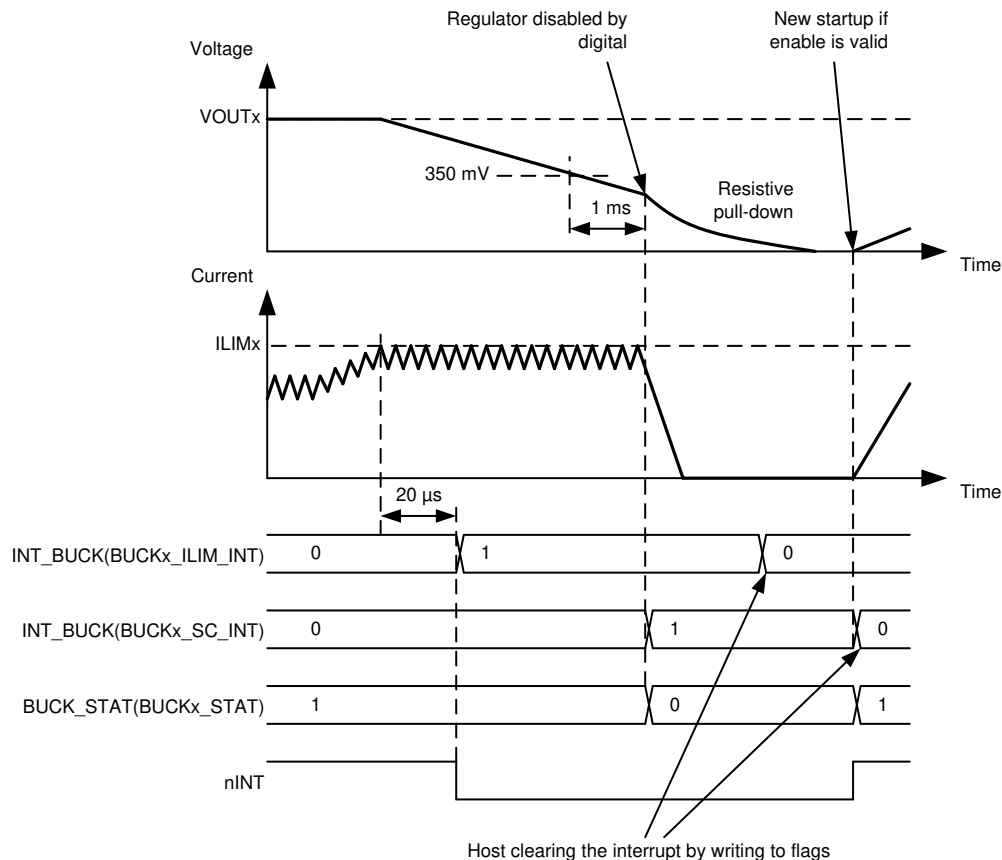 Regulator disabled by
digital
New startup if
enable is valid
Voltage
VOUTx
350 mV
1 ms
Resistive
pull-down
Time
Current
ILIMx
Time
20 µs
INT_BUCK(BUCKx_ILIM_INT)
0
1
0
INT_BUCK(BUCKx_SC_INT)
0
1
0
BUCK_STAT(BUCKx_STAT)
1
0
1
nINT
Host clearing the interrupt by writing to flags